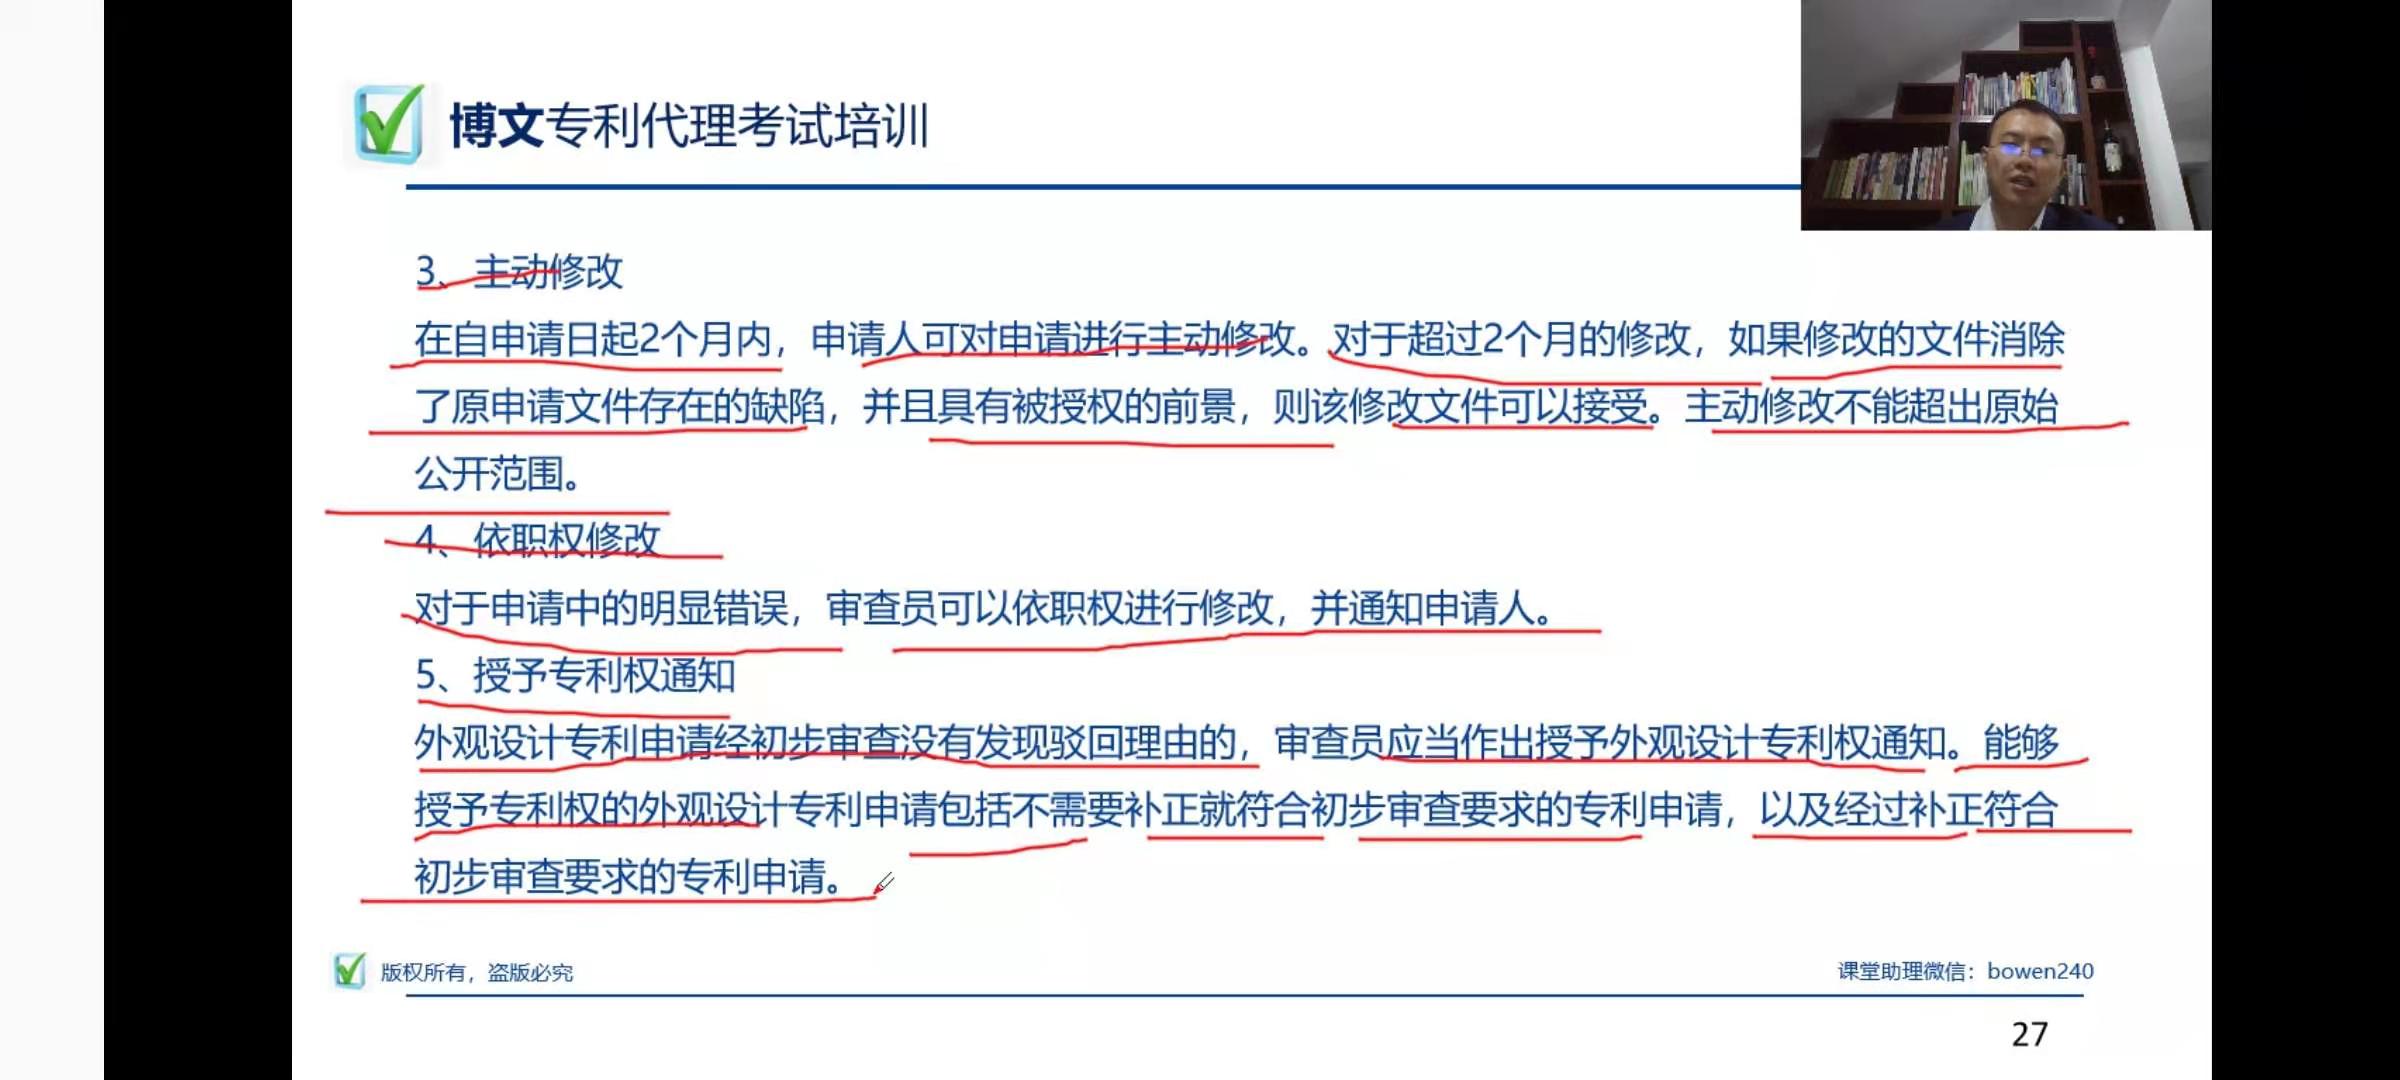 博文专利代理考试培训
3、主动修改
在自申请日起2个月内，申请人可对申请进行主动修改。对于超过2个月的修改，如果修改的文件消除
了原申请文件存在的缺陷，并且具有被授权的前景，则该修改文件可以接受。主动修改不能超出原始
公开范围。
4、依职权修改
对于申请中的明显错误，审查员可以依职权进行修改，并通知申请人。
5、授予专利权通知
外观设计专利申请经初步审查没有发现驳回理由的，审查员应当作出授予外观设计专利权通知。能够
授予专利权的外观设计专利申请包括不需要补正就符合初步审查要求的专利申请，以及经过补正符合
初步审查要求的专利申请。
版权所有，盗版必究
课堂助理微信：bowen240
27